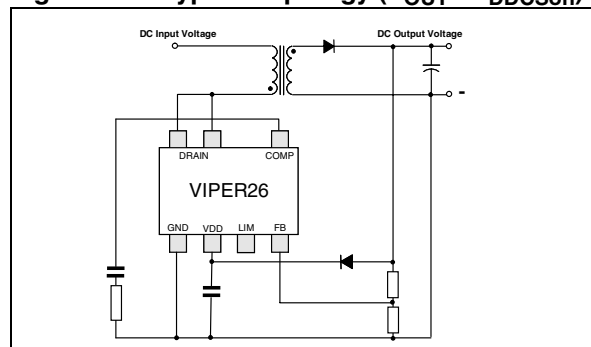 DC Input Voltage
DC Output Voltage
-
DRAIN
COMP
VIPER26
GND
VDD
LIM
FB